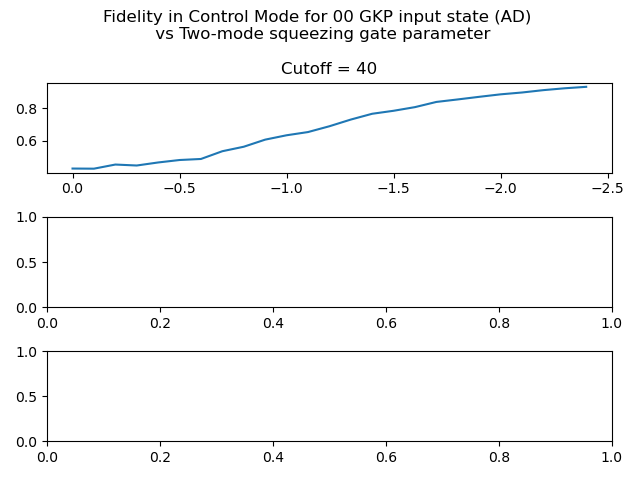 Fidelity in Control Mode for 00 GKP input state (AD)
vs Two-mode squeezing gate parameter
Cutoff = 40
0.8
0.6
0.0 −0.5 −1.0 −1.5 −2.0 −2.5
1.0
0.5
0.0
0.0 0.2 0.4 0.6 0.8 1.0
1.0
0.5
0.0
0.0 0.2 0.4 0.6 0.8 1.0